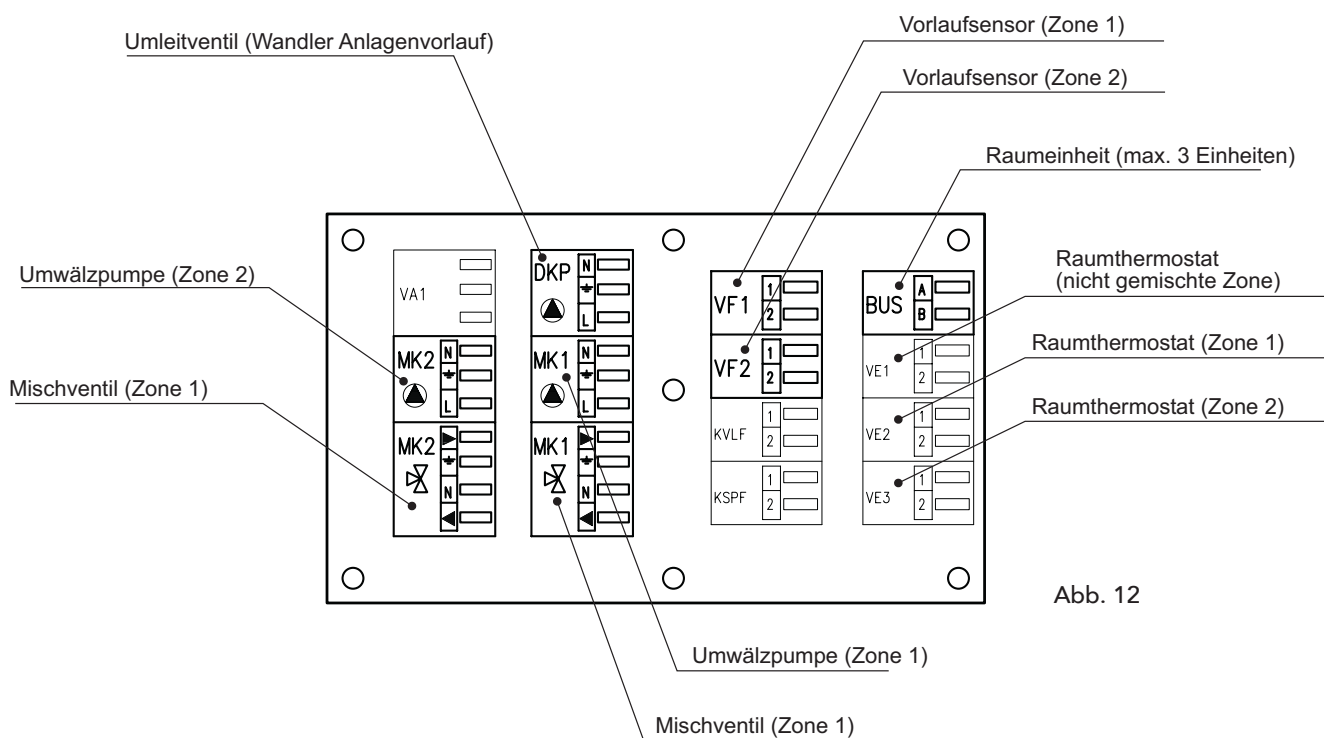 Umleitventil (Wandler Anlagenvorlauf)
Vorlaufsensor (Zone 1)
Vorlaufsensor (Zone 2)
Raumeinheit (max. 3 Einheiten)
Umwälzpumpe (Zone 2)
Mischventil (Zone 1)
Raumthermostat
(nicht gemischte Zone)
Raumthermostat (Zone 1)
Raumthermostat (Zone 2)
VA1
MK2
N
L
MK2
N
DKP
N
L
MK1
N
L
MK1
N
VF1
1
2
VF2
1
2
KVLF
1
2
KSPF
1
2
BUS
A
B
VE1
1
2
VE2
1
2
VE3
1
2
Abb. 12
Umwälzpumpe (Zone 1)
Mischventil (Zone 1)